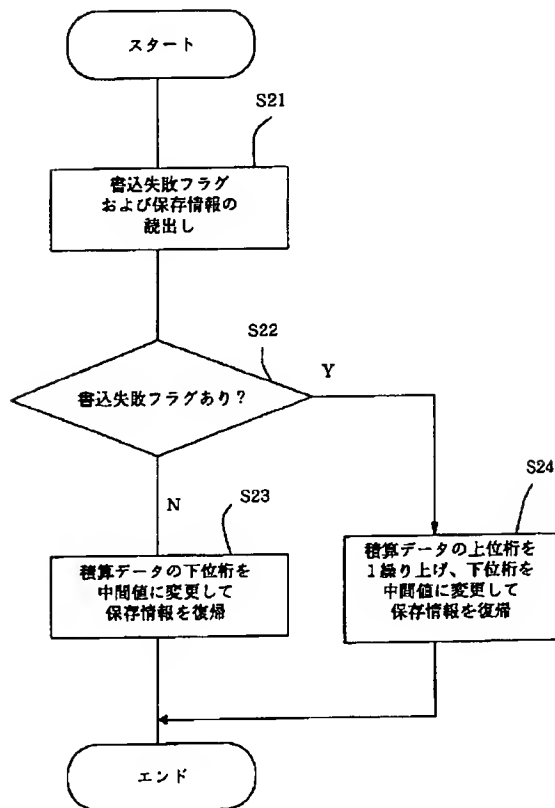 スタート
S21
書込失敗フラグ
および保存情報の
読出し
S22
書込失敗フラグあり?
Y
N
S23
積算データの下位桁を
中間値に変更して
保存情報を復帰
S24
積算データの上位桁を
1繰り上げ、下位桁を
中間値に変更して
保存情報を復帰
エンド